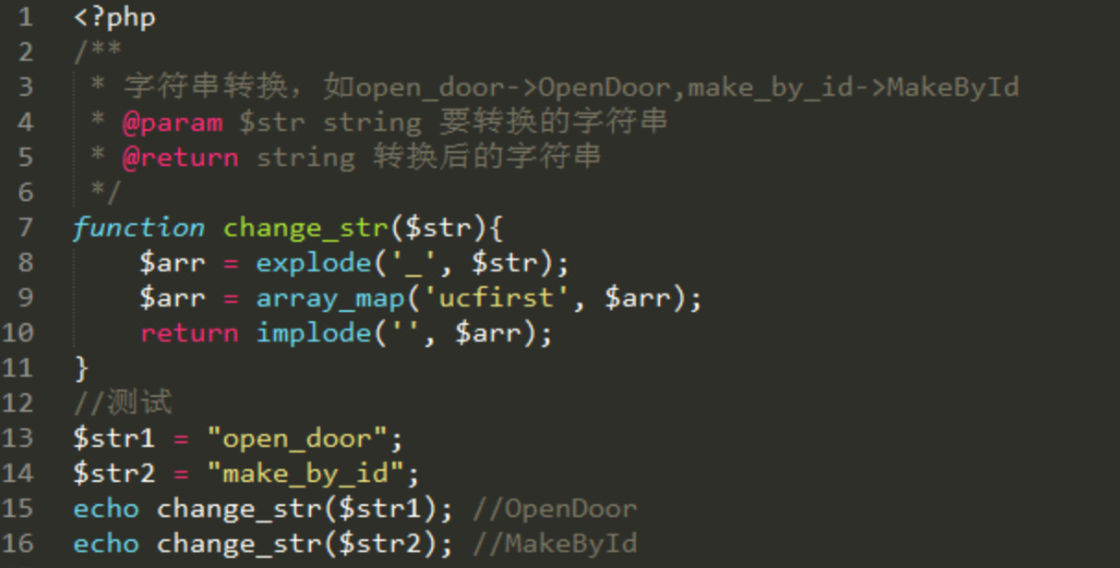 1 <?php
2 /**
3  * 字符串转换，如open_door->OpenDoor,make_by_id->MakeById
4  * @param $str string 要转换的字符串
5  * @return string 转换后的字符串
6  */
7 function change_str($str){
8     $arr = explode('_', $str);
9     $arr = array_map('ucfirst', $arr);
10     return implode('', $arr);
11 }
12 //测试
13 $str1 = "open_door";
14 $str2 = "make_by_id";
15 echo change_str($str1); //OpenDoor
16 echo change_str($str2); //MakeById